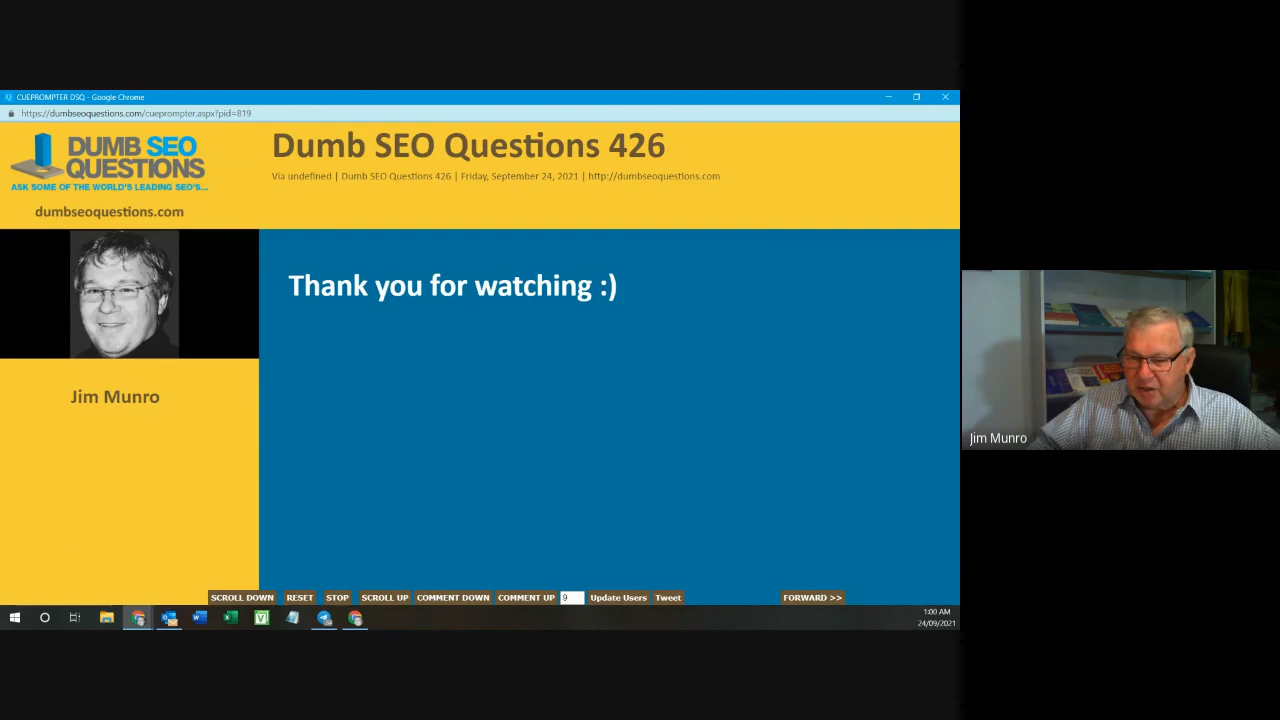 CUEPROMPTER DSQ - Google Chrome
https://dumbseoquestions.com/cueprompter.aspx?pid=819
DUMB SEO
QUESTIONS
ASK SOME OF THE WORLD'S LEADING SEO'S...
dumbseoquestions.com
Dumb SEO Questions 426
Via undefined | Dumb SEO Questions 426 | Friday, September 24, 2021 | http://dumbseoquestions.com
Thank you for watching :)
Jim Munro
Jim Munro
SCROLL DOWN RESET STOP SCROLL UP COMMENT DOWN COMMENT UP 9 Update Users Tweet FORWARD >>
1:00 AM
24/09/2021